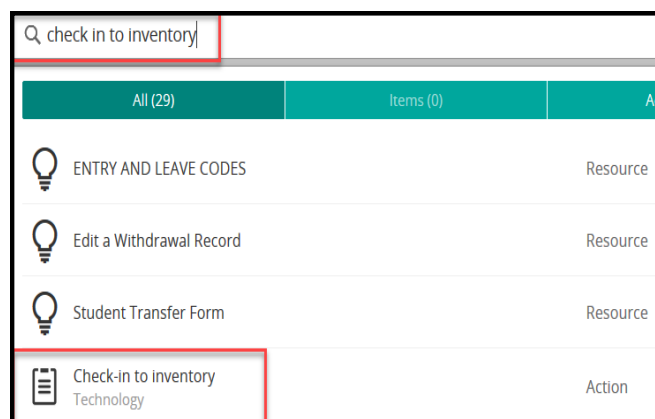 check in to inventory
All (29) Items (0) A
ENTRY AND LEAVE CODES Resource
Edit a Withdrawal Record Resource
Student Transfer Form Resource
Check-in to inventory
Technology
Action